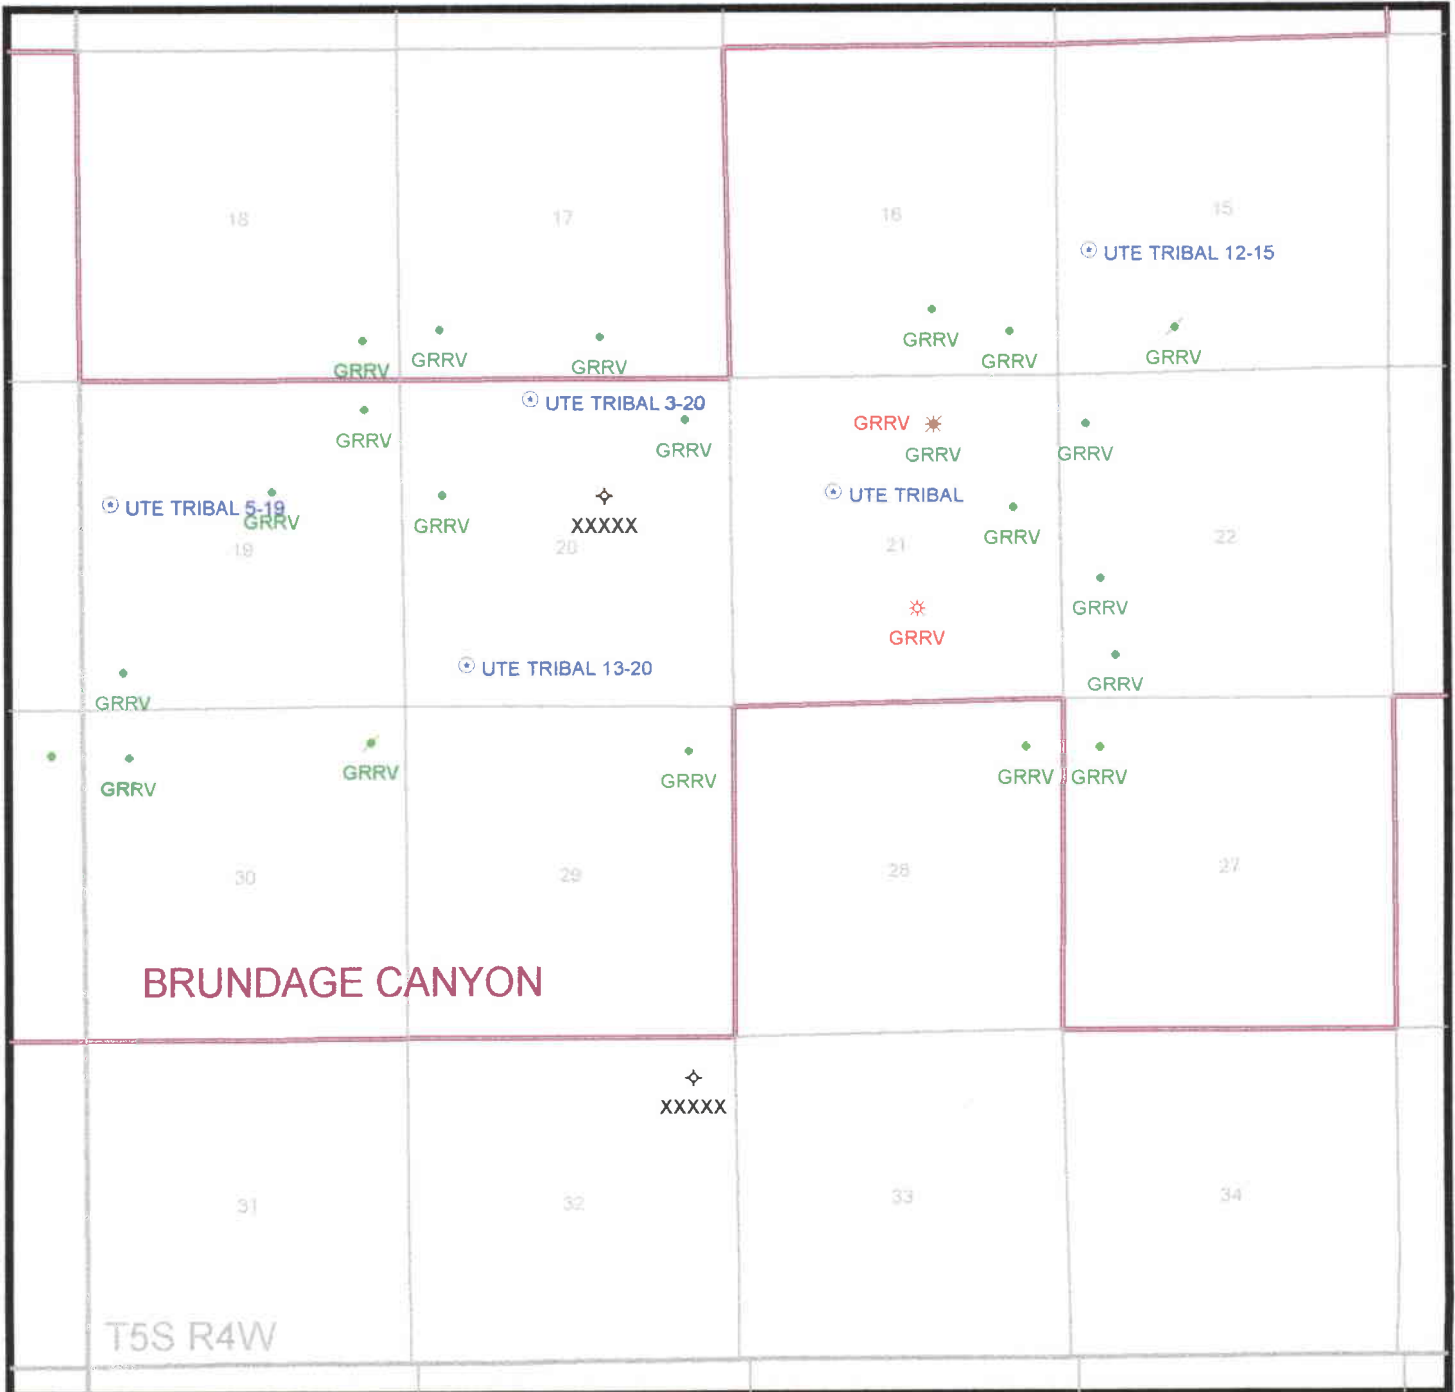 18
17
16
15
UTE TRIBAL 12-15
GRRV
GRRV
GRRV
GRRV
GRRV
GRRV
UTE TRIBAL 3-20
GRRV
GRRV
GRRV
GRRV
GRRV
UTE TRIBAL 5-19
GRRV
GRRV
XXXXX
UTE TRIBAL
GRRV
19
20
21
22
GRRV
GRRV
UTE TRIBAL 13-20
GRRV
GRRV
GRRV
GRRV
GRRV
GRRV
GRRV
30
29
28
27
BRUNDAGE CANYON
XXXXX
31
32
33
34
T5S R4W